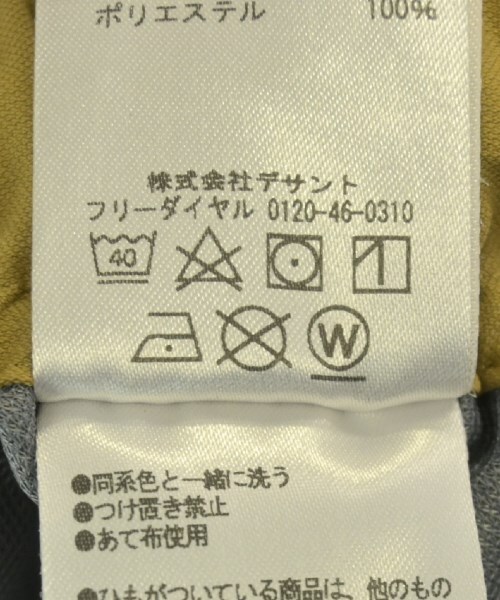 ポリエステル 100%
株式会社デサント
フリーダイヤル 0120-46-0310
40
W
●同系色と一緒に洗う
●つけ置き禁止
●あて布使用
●ひもがついている商品は、他のもの